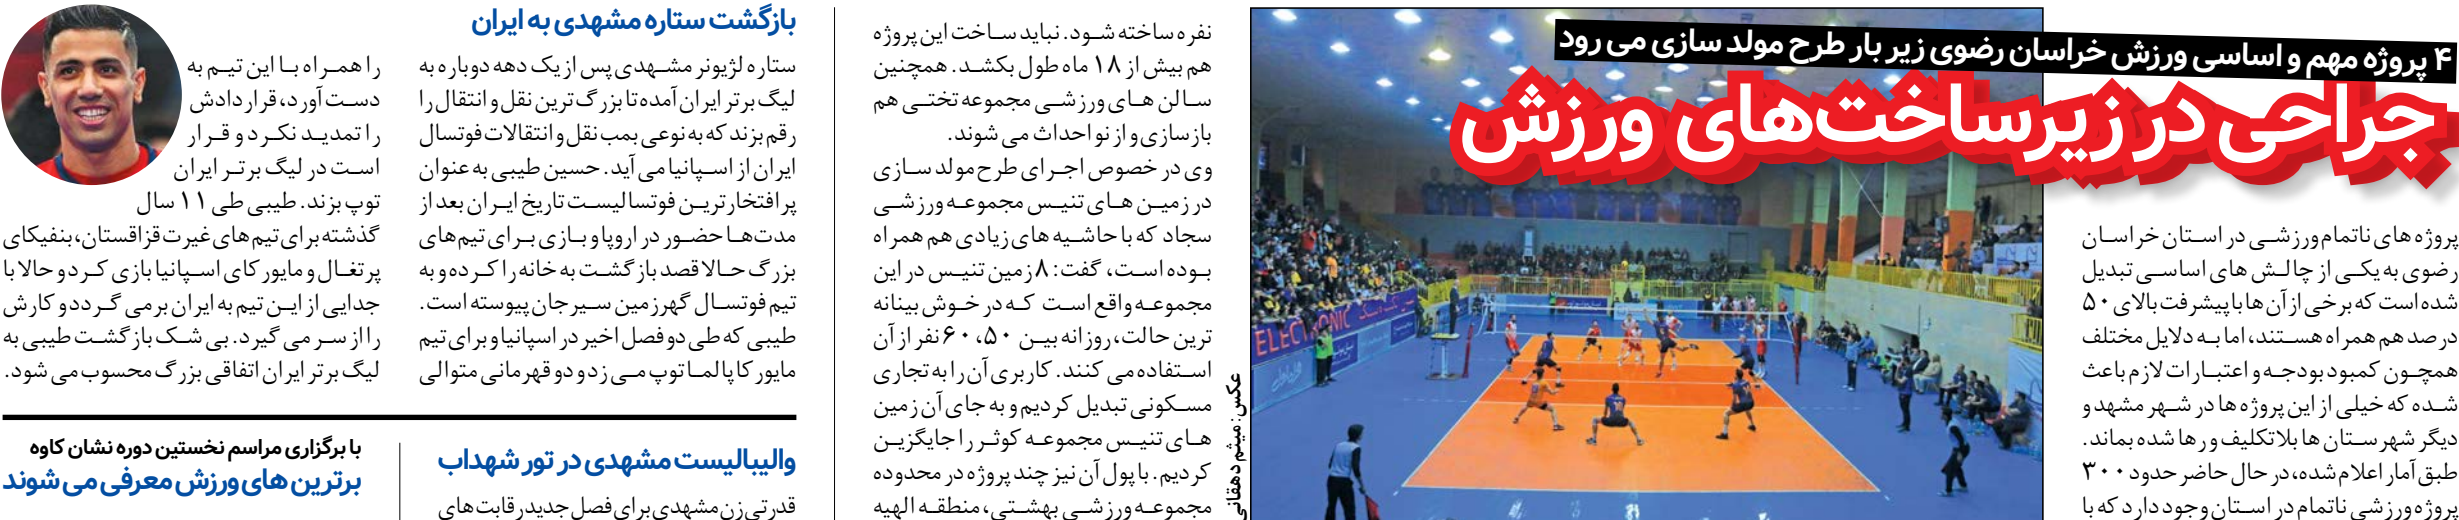 ۴ پروژه مهم و اساسی ورزش خراسان رضوی زیر بار طرح مولد سازی می رود
جراحی در زیرساخت‌های ورزش
پروژه های ناتمام ورزشی در استان خراسان
رضوی به یکی از چالش های اساسی تبدیل
شده است که برخی از آن ها با پیشرفت بالای ۵۰
درصد هم همراه هستند، اما به دلایل مختلف
همچون کمبود بودجه و اعتبارات لازم باعث
شده که خیلی از این پروژه ها در شهر مشهد و
دیگر شهرستان ها بلاتکلیف و رها شده بماند.
طبق آمار اعلام شده، در حال حاضر حدود ۳۰۰
پروژه ورزشی ناتمام در استان وجود دارد که با
ELECTRONIC
عکس: میثم دهقانی
نفره ساخته شود. نباید ساخت این پروژه
هم بیش از ۱۸ ماه طول بکشد. همچنین
سالن های ورزشی مجموعه تختی هم
بازسازی و از نو احداث می شوند.
وی در خصوص اجرای طرح مولد سازی
در زمین های تنیس مجموعه ورزشی
سجاد که با حاشیه های زیادی هم همراه
بوده است، گفت: ۸ زمین تنیس در این
مجموعه واقع است که در خوش بینانه
ترین حالت، روزانه بین ۵۰، ۶۰ نفر از آن
استفاده می کنند. کاربری آن را به تجاری
مسکونی تبدیل کردیم و به جای آن زمین
های تنیس مجموعه کوثر را جایگزین
کردیم. با پول آن نیز چند پروژه در محدوده
مجموعه ورزشی بهشتی، منطقه الهیه
بازگشت ستاره مشهدی به ایران
ستاره لژیونر مشهدی پس از یک دهه دوباره به
لیگ برتر ایران آمده تا بزرگ ترین نقل و انتقال را
رقم بزند که به نوعی بمب نقل و انتقالات فوتسال
ایران از اسپانیا می آید. حسین طیبی به عنوان
پرافتخارترین فوتسالیست تاریخ ایران بعد از
مدت‌ها حضور در اروپا و بازی برای تیم های
بزرگ حالا قصد بازگشت به خانه را کرده و به
تیم فوتسال گهرزمین سیرجان پیوسته است.
طیبی که طی دو فصل اخیر در اسپانیا و برای تیم
مایورکا پالما توپ می زد و دو قهرمانی متوالی
را همراه با این تیم به
دست آورد، قراردادش
را تمدید نکرد و قرار
است در لیگ برتر ایران
توپ بزند. طیبی طی ۱۱ سال
گذشته برای تیم های غیرت قزاقستان، بنفیکای
پرتغال و مایورکای اسپانیا بازی کرد و حالا با
جدایی از این تیم به ایران برمی گردد و کارش
را از سر می گیرد. بی شک بازگشت طیبی به
لیگ برتر ایران اتفاقی بزرگ محسوب می شود.
والیبالیست مشهدی در تور شهداب
قدرتی زن مشهدی برای فصل جدید رقابت های
با برگزاری مراسم نخستین دوره نشان کاوه
برترین های ورزش معرفی می شوند